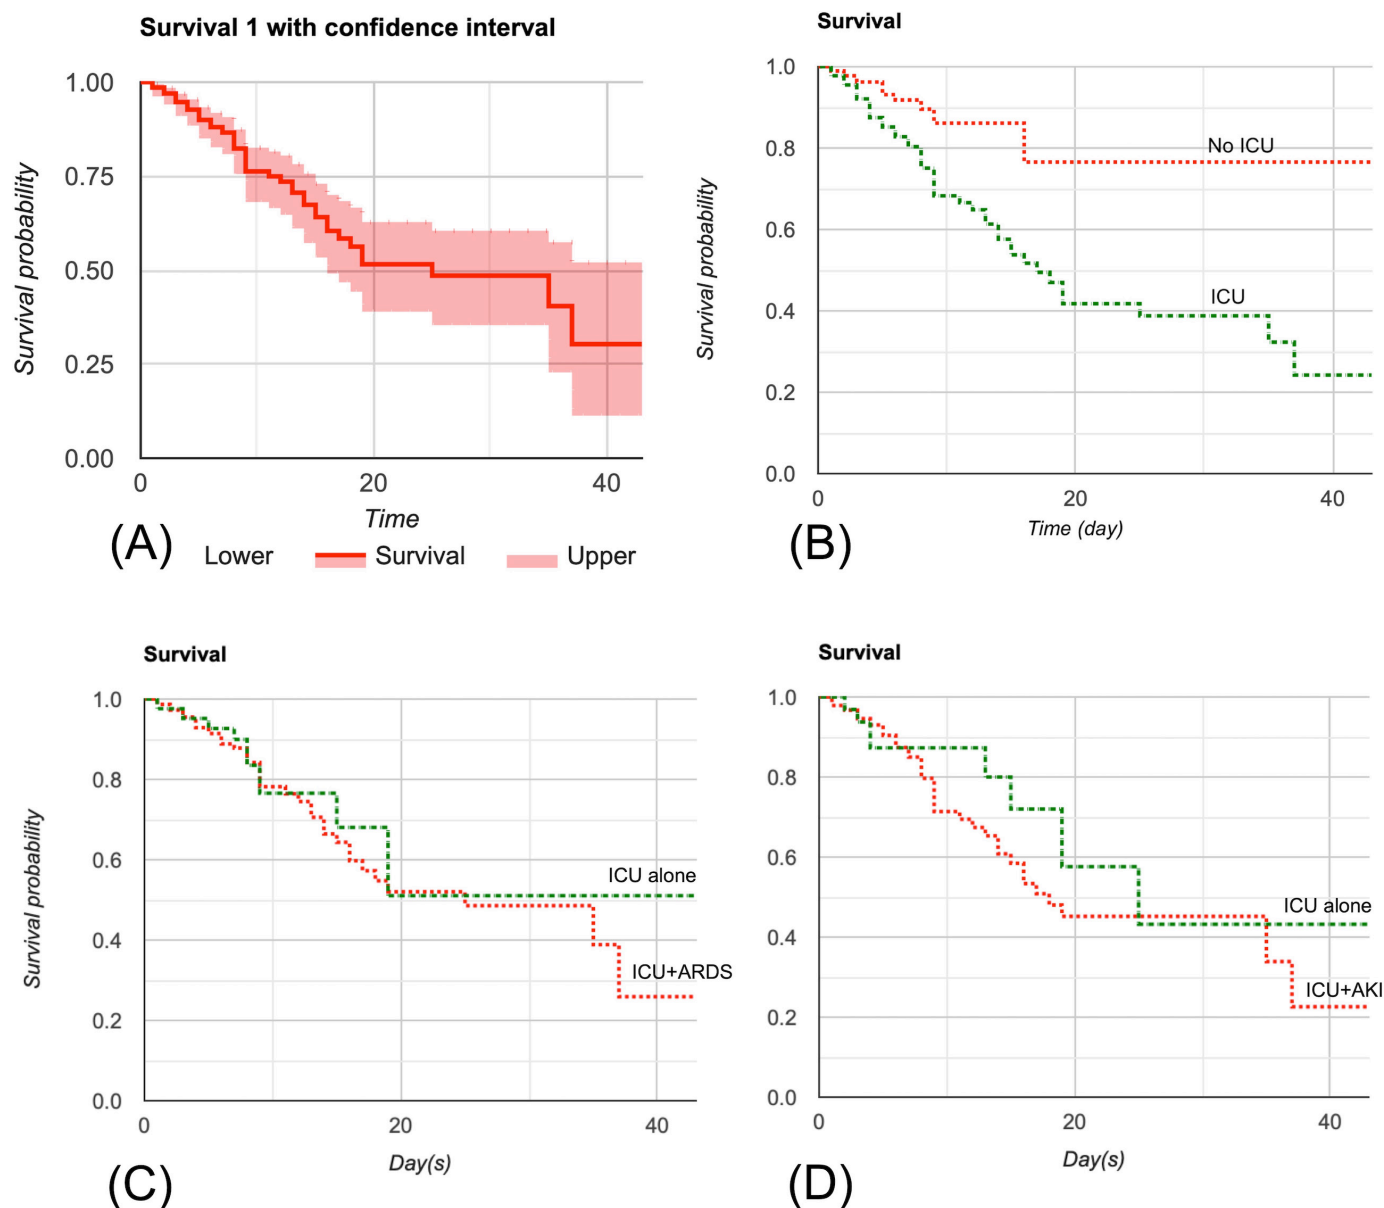 Survival 1 with confidence interval
Survival probability
1.00
0.75
0.50
0.25
0.00
0
20
40
Time
(A)
Lower Survival Upper
Survival
Survival probability
1.0
0.8
0.6
0.4
0.2
0.0
No ICU
ICU
0
20
40
Time (day)
(B)
Survival
Survival probability
1.0
0.8
0.6
0.4
0.2
0.0
ICU alone
ICU+ARDS
0
20
40
Day(s)
(C)
Survival
1.0
0.8
0.6
0.4
0.2
0.0
ICU alone
ICU+AKI
0
20
40
Day(s)
(D)